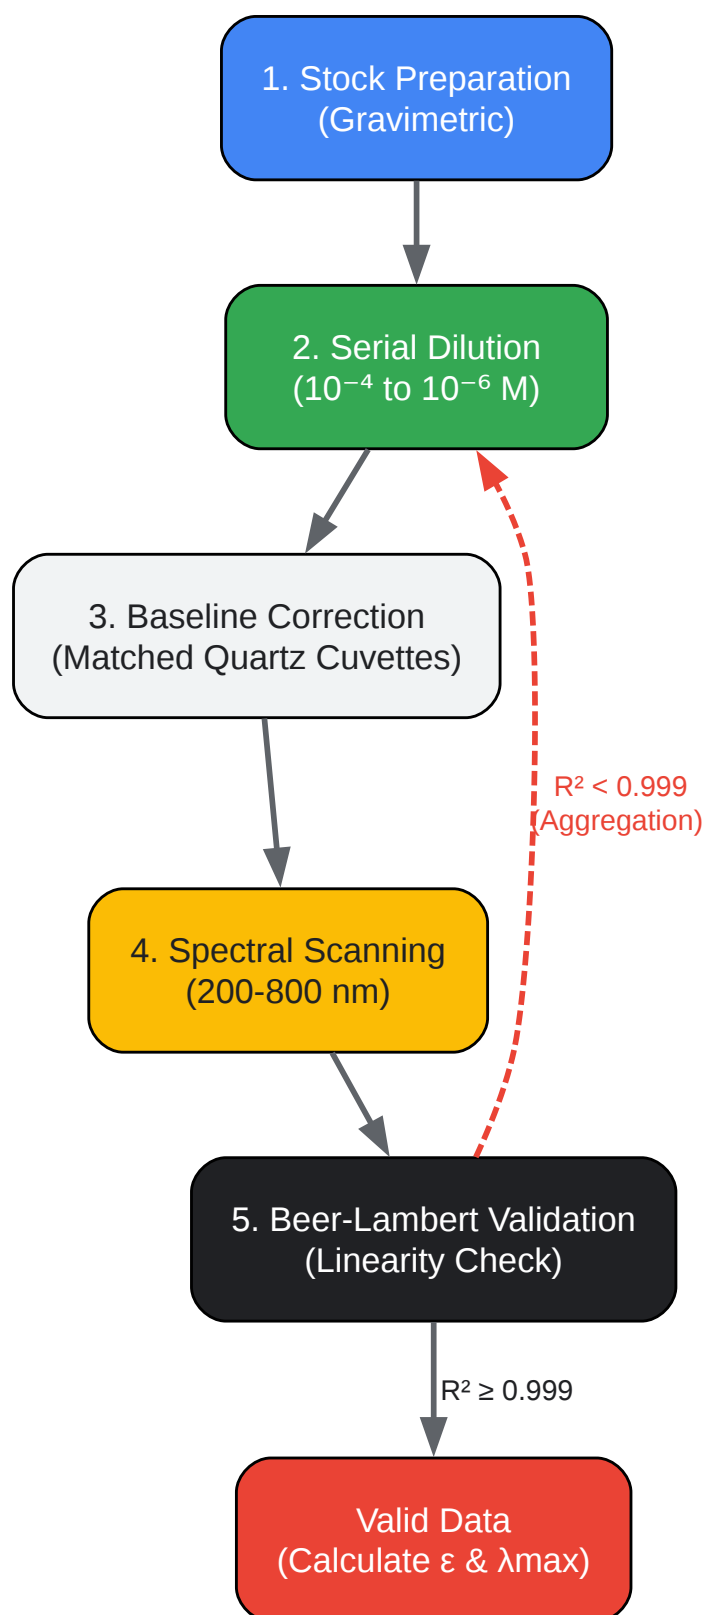 1. Stock Preparation
(Gravimetric)
2. Serial Dilution
(10⁻⁴ to 10⁻⁶ M)
3. Baseline Correction
(Matched Quartz Cuvettes)
R² < 0.999
(Aggregation)
4. Spectral Scanning
(200-800 nm)
5. Beer-Lambert Validation
(Linearity Check)
R² ≥ 0.999
Valid Data
(Calculate ε & λmax)